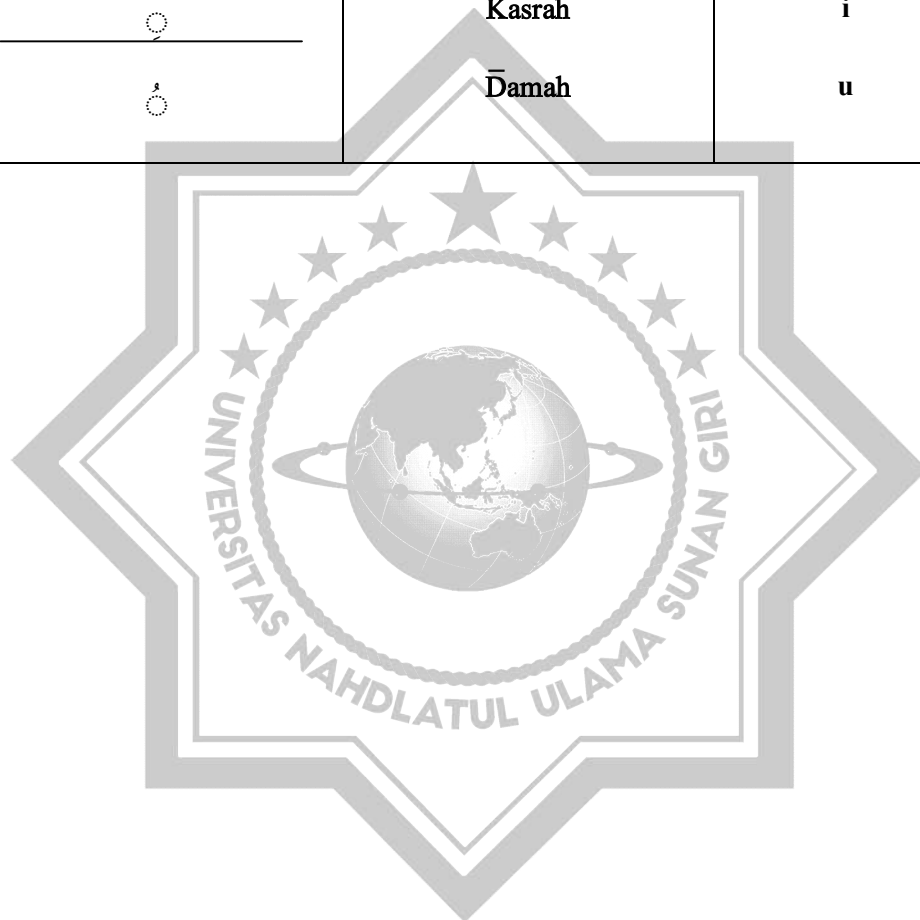 ◌ِ Kasrah i
◌ُ D̅amah u
UNIVERSITAS NAHDLATUL ULAMA SUNAN GIRI